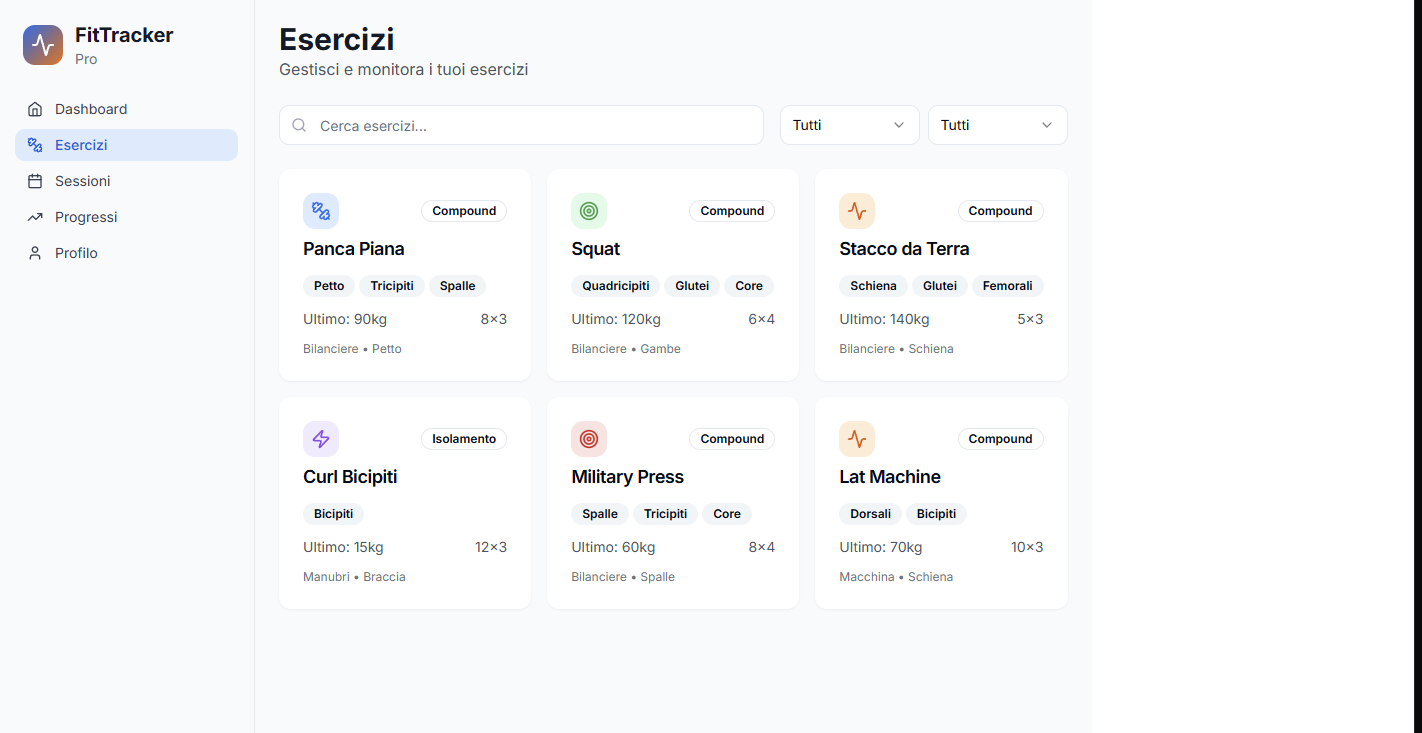 FitTracker
Pro
Dashboard
Esercizi
Sessioni
Progressi
Profilo
Esercizi
Gestisci e monitora i tuoi esercizi
Cerca esercizi...
Tutti
Tutti
Compound
Panca Piana
Petto Tricipiti Spalle
Ultimo: 90kg 8×3
Bilanciere • Petto
Compound
Squat
Quadricipiti Glutei Core
Ultimo: 120kg 6×4
Bilanciere • Gambe
Compound
Stacco da Terra
Schiena Glutei Femorali
Ultimo: 140kg 5×3
Bilanciere • Schiena
Isolamento
Curl Bicipiti
Bicipiti
Ultimo: 15kg 12×3
Manubri • Braccia
Compound
Military Press
Spalle Tricipiti Core
Ultimo: 60kg 8×4
Bilanciere • Spalle
Compound
Lat Machine
Dorsali Bicipiti
Ultimo: 70kg 10×3
Macchina • Schiena